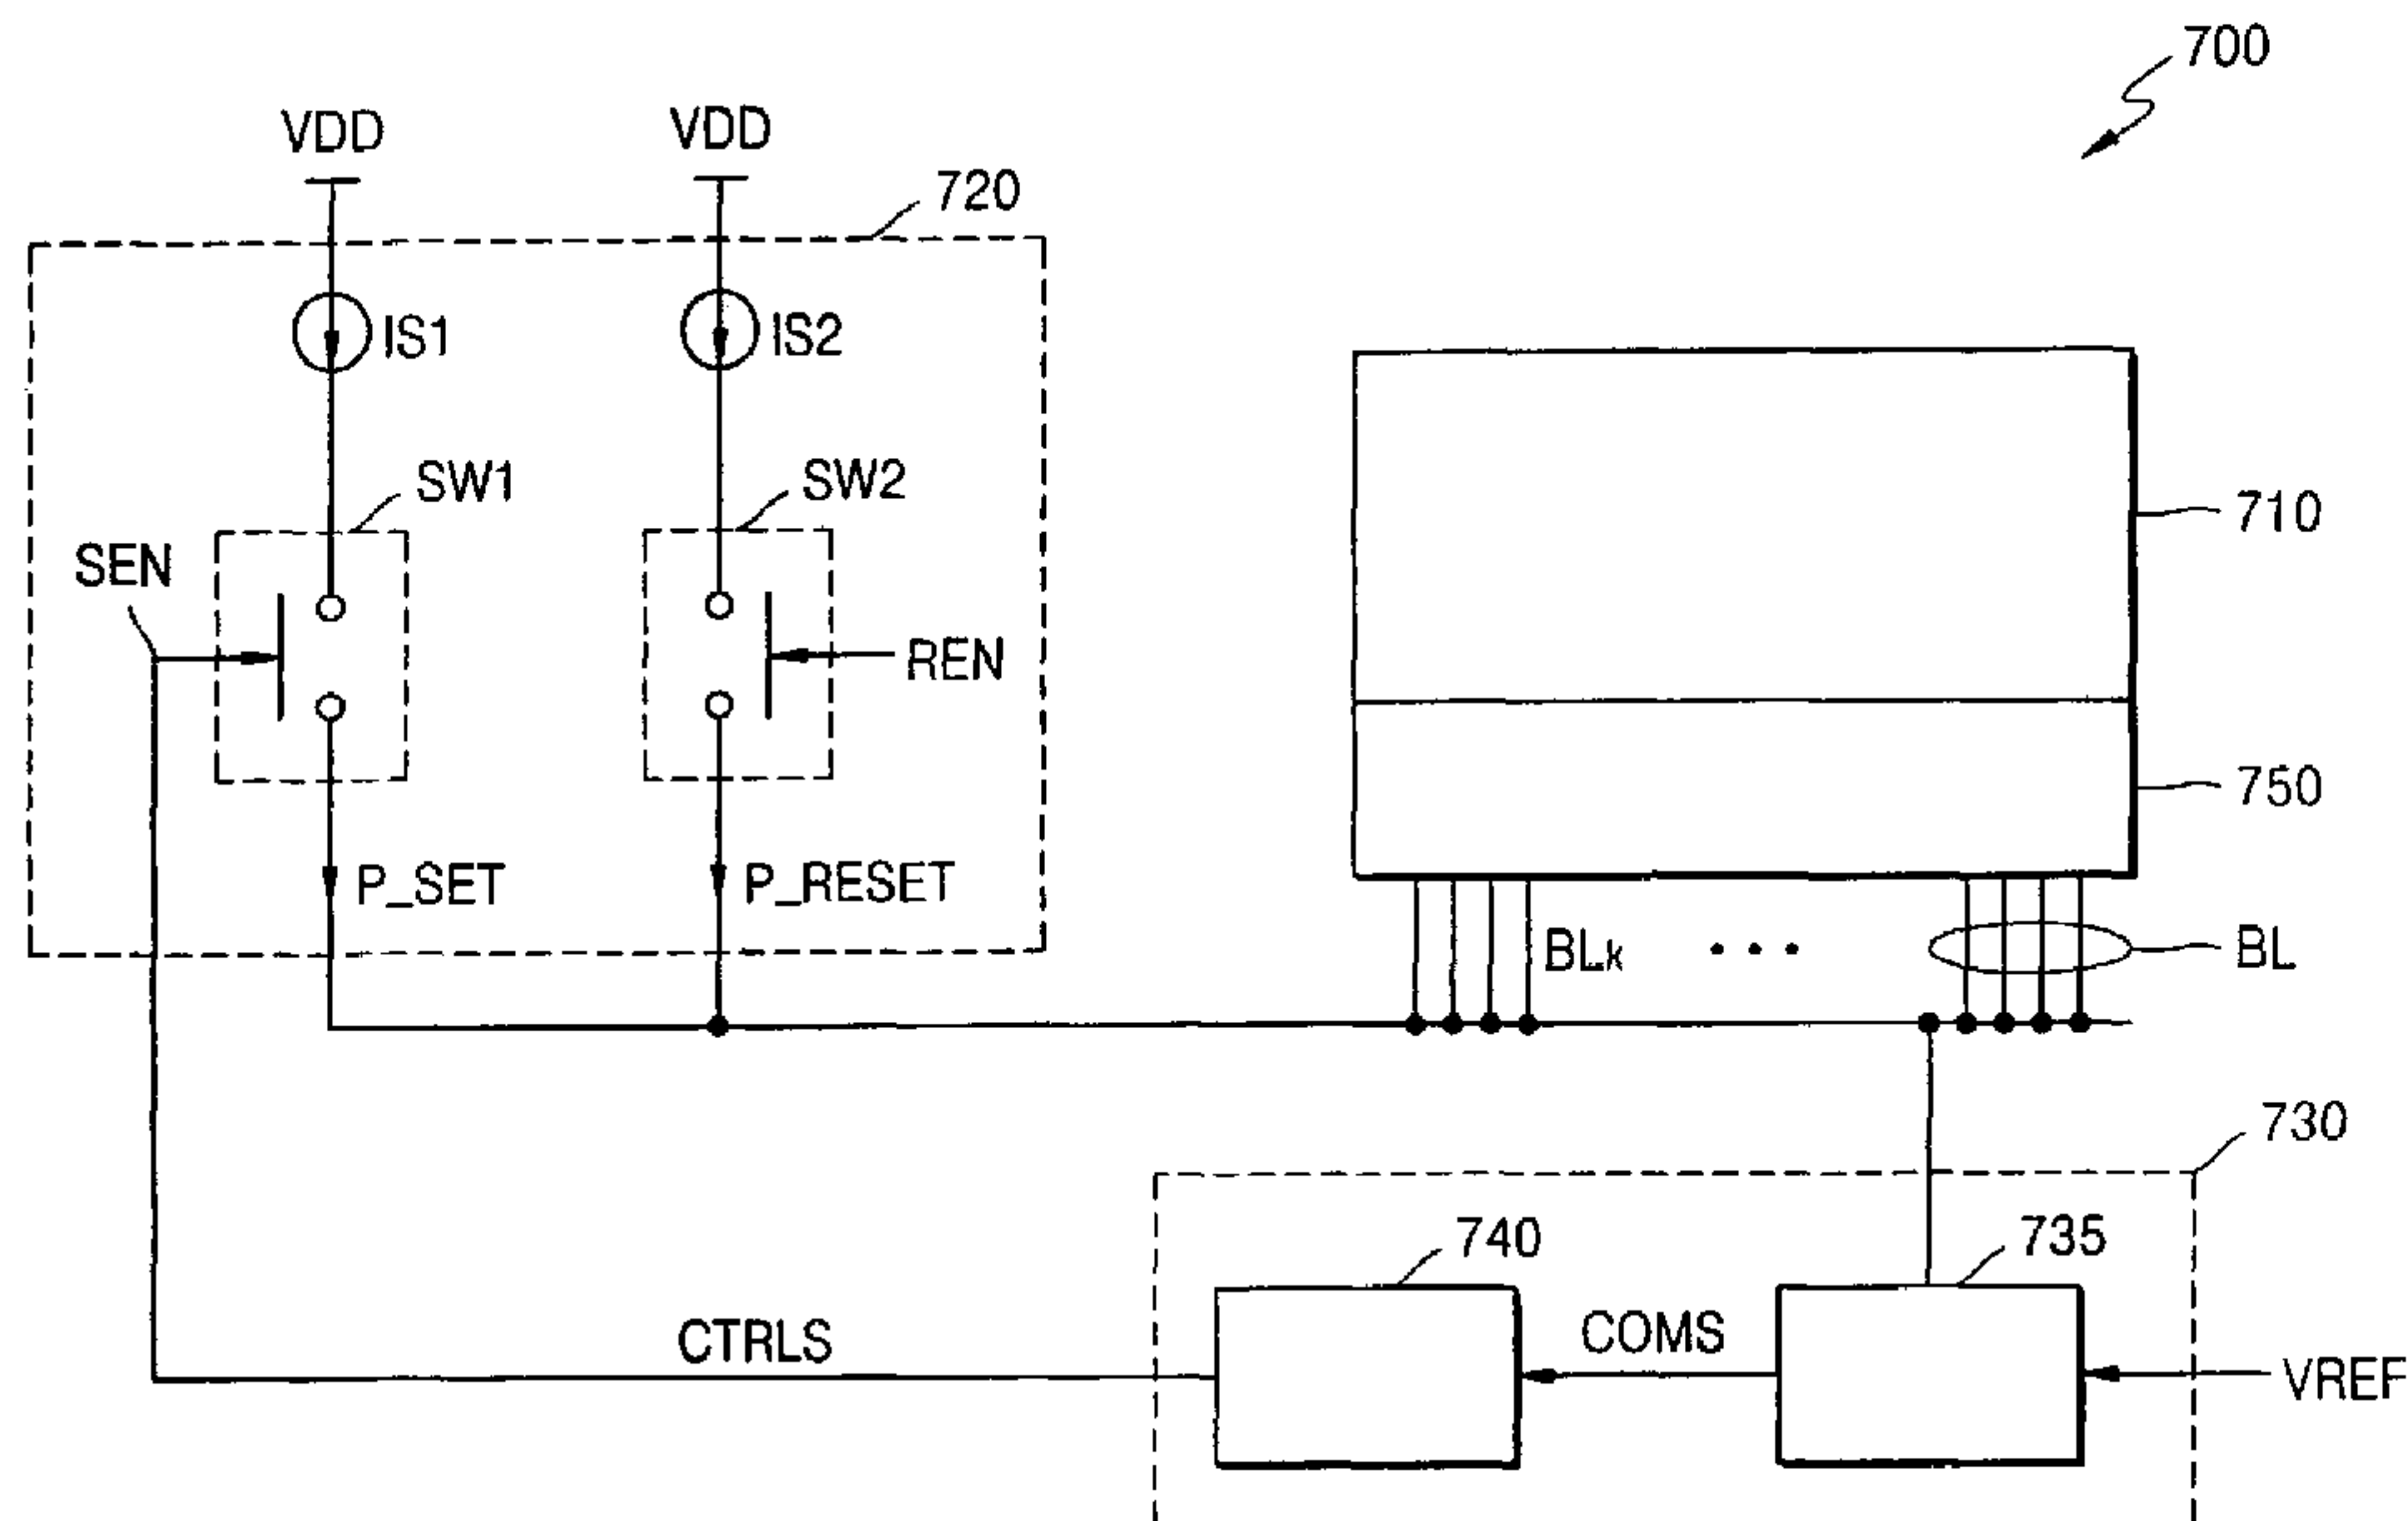 700
VDD
VDD
720
IS1
IS2
SW1
SW2
SEN
REN
710
750
P_SET
P_RESET
BLk
• • •
BL
730
740
735
CTRLS
COMS
VREF